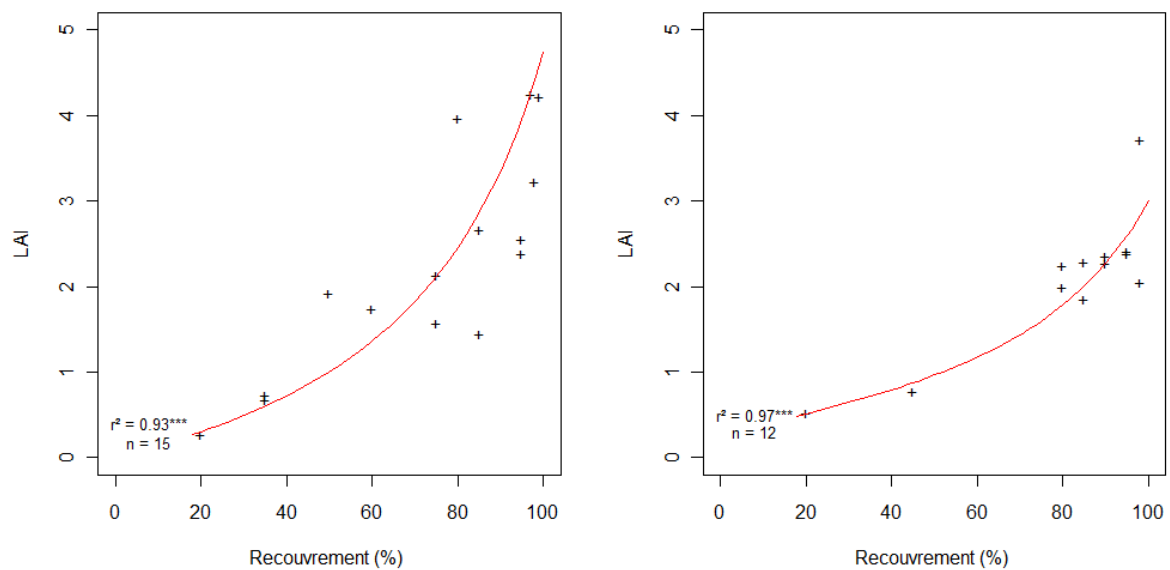 5
4
3
2
1
0
LAI
r² = 0.93***
n = 15
0 20 40 60 80 100
Recouvrement (%)
5
4
3
2
1
0
LAI
r² = 0.97***
n = 12
0 20 40 60 80 100
Recouvrement (%)